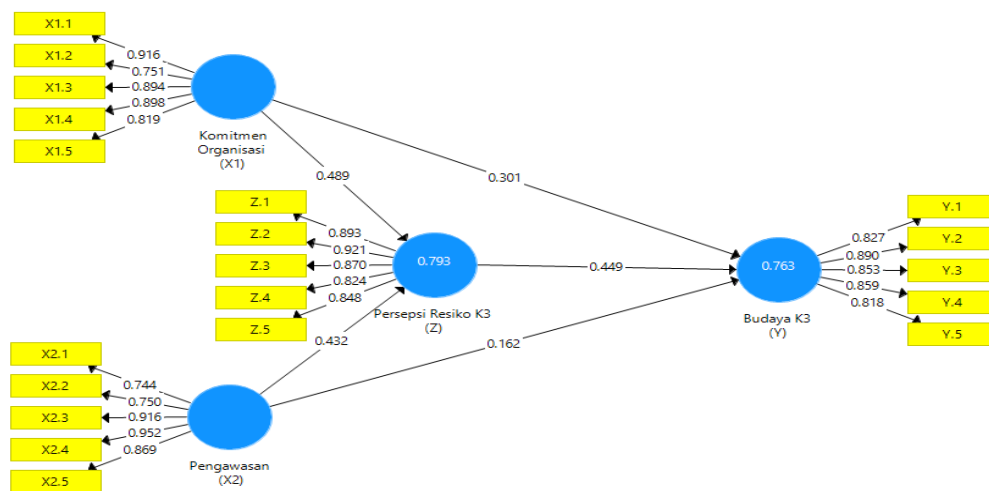 X1.1
X1.2
X1.3
X1.4
X1.5
0.916
0.751
0.894
0.898
0.819
Komitmen
Organisasi
(X1)
0.489
0.301
Z.1
Z.2
Z.3
Z.4
Z.5
0.893
0.921
0.870
0.824
0.848
0.793
Persepsi Resiko K3
(Z)
0.449
0.432
0.162
0.763
Budaya K3
(Y)
0.827
0.890
0.853
0.859
0.818
Y.1
Y.2
Y.3
Y.4
Y.5
X2.1
X2.2
X2.3
X2.4
X2.5
0.744
0.750
0.916
0.952
0.869
Pengawasan
(X2)